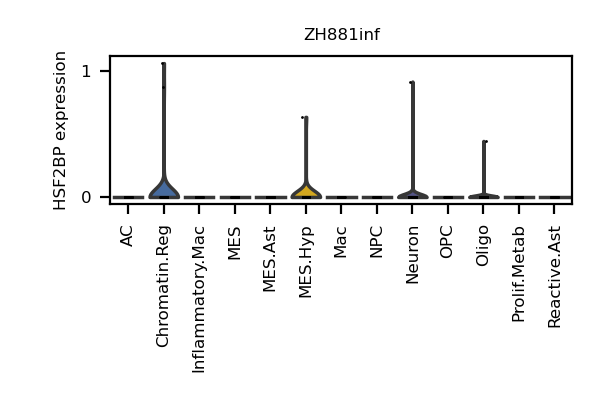 ZH881inf
HSF2BP expression
1
0
AC
Chromatin.Reg
Inflammatory.Mac
MES
MES.Ast
MES.Hyp
Mac
NPC
Neuron
OPC
Oligo
Prolif.Metab
Reactive.Ast